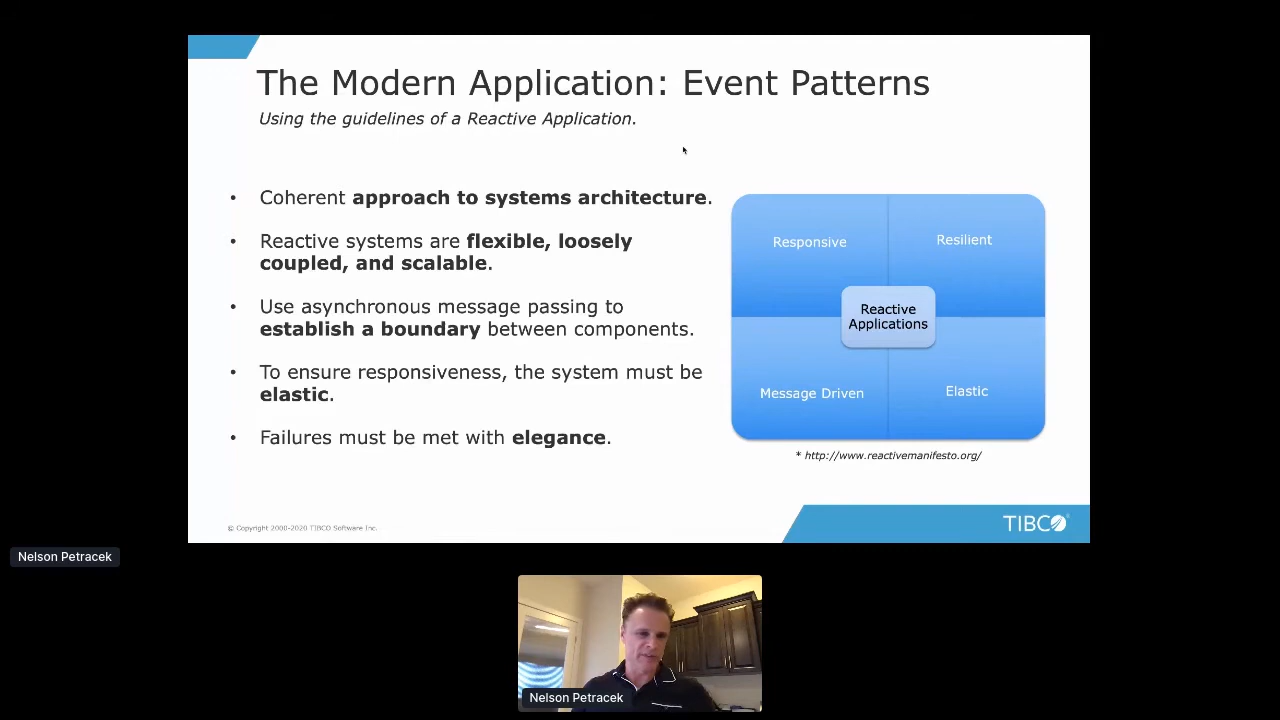 The Modern Application: Event Patterns
Using the guidelines of a Reactive Application.
• Coherent approach to systems architecture.
• Reactive systems are flexible, loosely
coupled, and scalable.
• Use asynchronous message passing to
establish a boundary between components.
• To ensure responsiveness, the system must be
elastic.
• Failures must be met with elegance.
Responsive
Resilient
Reactive
Applications
Message Driven
Elastic
* http://www.reactivemanifesto.org/
© Copyright 2000-2020 TIBCO Software Inc.
TIBCO®
Nelson Petracek
Nelson Petracek